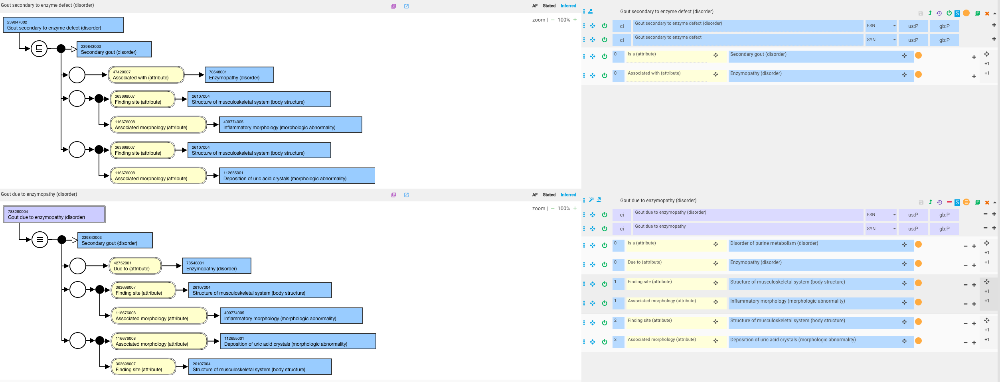 Gout secondary to enzyme defect (disorder)
AF Stated Inferred
zoom | − 100% +
239847002
Gout secondary to enzyme defect (disorder)
239843003
Secondary gout (disorder)
47429007
Associated with (attribute)
78548001
Enzymopathy (disorder)
363698007
Finding site (attribute)
26107004
Structure of musculoskeletal system (body structure)
116676008
Associated morphology (attribute)
409774005
Inflammatory morphology (morphologic abnormality)
363698007
Finding site (attribute)
26107004
Structure of musculoskeletal system (body structure)
116676008
Associated morphology (attribute)
112655001
Deposition of uric acid crystals (morphologic abnormality)
Gout secondary to enzyme defect (disorder)
S
ci Gout secondary to enzyme defect (disorder) FSN us:P gb:P
ci Gout secondary to enzyme defect SYN us:P gb:P
0 Is a (attribute) Secondary gout (disorder)
+1
0 Associated with (attribute) Enzymopathy (disorder) +1
Gout due to enzymopathy (disorder)
AF Stated Inferred
zoom | − 100% +
788280004
Gout due to enzymopathy (disorder)
239843003
Secondary gout (disorder)
42752001
Due to (attribute)
78548001
Enzymopathy (disorder)
363698007
Finding site (attribute)
26107004
Structure of musculoskeletal system (body structure)
116676008
Associated morphology (attribute)
409774005
Inflammatory morphology (morphologic abnormality)
116676008
Associated morphology (attribute)
112655001
Deposition of uric acid crystals (morphologic abnormality)
363698007
Finding site (attribute)
26107004
Structure of musculoskeletal system (body structure)
Gout due to enzymopathy (disorder)
S
ci Gout due to enzymopathy (disorder) FSN us:P gb:P
ci Gout due to enzymopathy SYN us:P gb:P
0 Is a (attribute) Disorder of purine metabolism (disorder)
+1
0 Due to (attribute) Enzymopathy (disorder) +1
1 Finding site (attribute) Structure of musculoskeletal system (body structure)
+1
1 Associated morphology (attribute) Inflammatory morphology (morphologic abnormality) +1
2 Finding site (attribute) Structure of musculoskeletal system (body structure)
+1
2 Associated morphology (attribute) Deposition of uric acid crystals (morphologic abnormality) +1